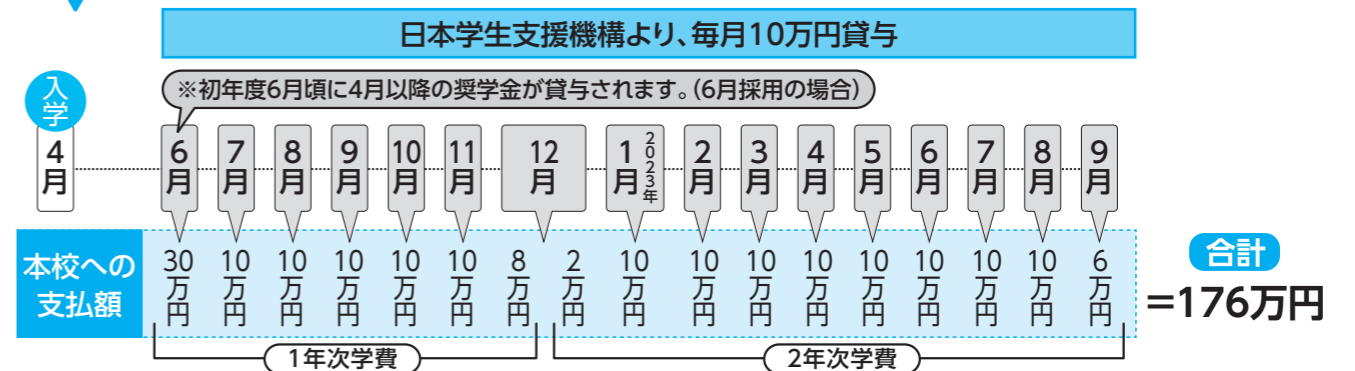 日本学生支援機構より、毎月10万円貸与
入学
※初年度6月頃に4月以降の奨学金が貸与されます。(6月採用の場合)
4月
6月
7月
8月
9月
10月
11月
12月
1月 2023年
2月
3月
4月
5月
6月
7月
8月
9月
本校への
支払額
30万円
10万円
10万円
10万円
10万円
10万円
8万円
2万円
10万円
10万円
10万円
10万円
10万円
10万円
10万円
10万円
6万円
合計
=176万円
1年次学費
2年次学費